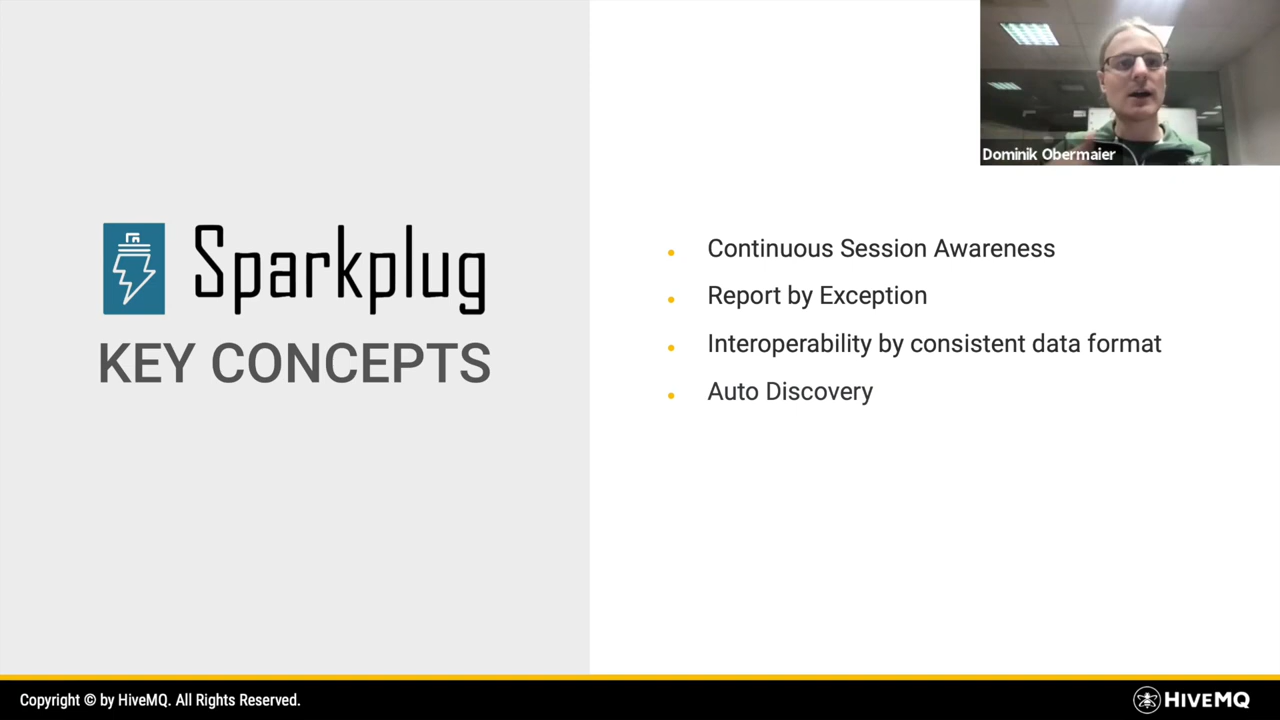 Dominik Obermaier
Sparkplug
KEY CONCEPTS
Continuous Session Awareness
Report by Exception
Interoperability by consistent data format
Auto Discovery
Copyright © by HiveMQ. All Rights Reserved.
HIVEMQ